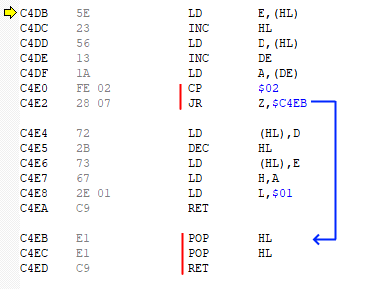 C4DB 5E LD E,(HL)
C4DC 23 INC HL
C4DD 56 LD D,(HL)
C4DE 13 INC DE
C4DF 1A LD A,(DE)
C4E0 FE 02 CP $02
C4E2 28 07 JR Z,$C4EB
C4E4 72 LD (HL),D
C4E5 2B DEC HL
C4E6 73 LD (HL),E
C4E7 67 LD H,A
C4E8 2E 01 LD L,$01
C4EA C9 RET
C4EB E1 POP HL
C4EC E1 POP HL
C4ED C9 RET